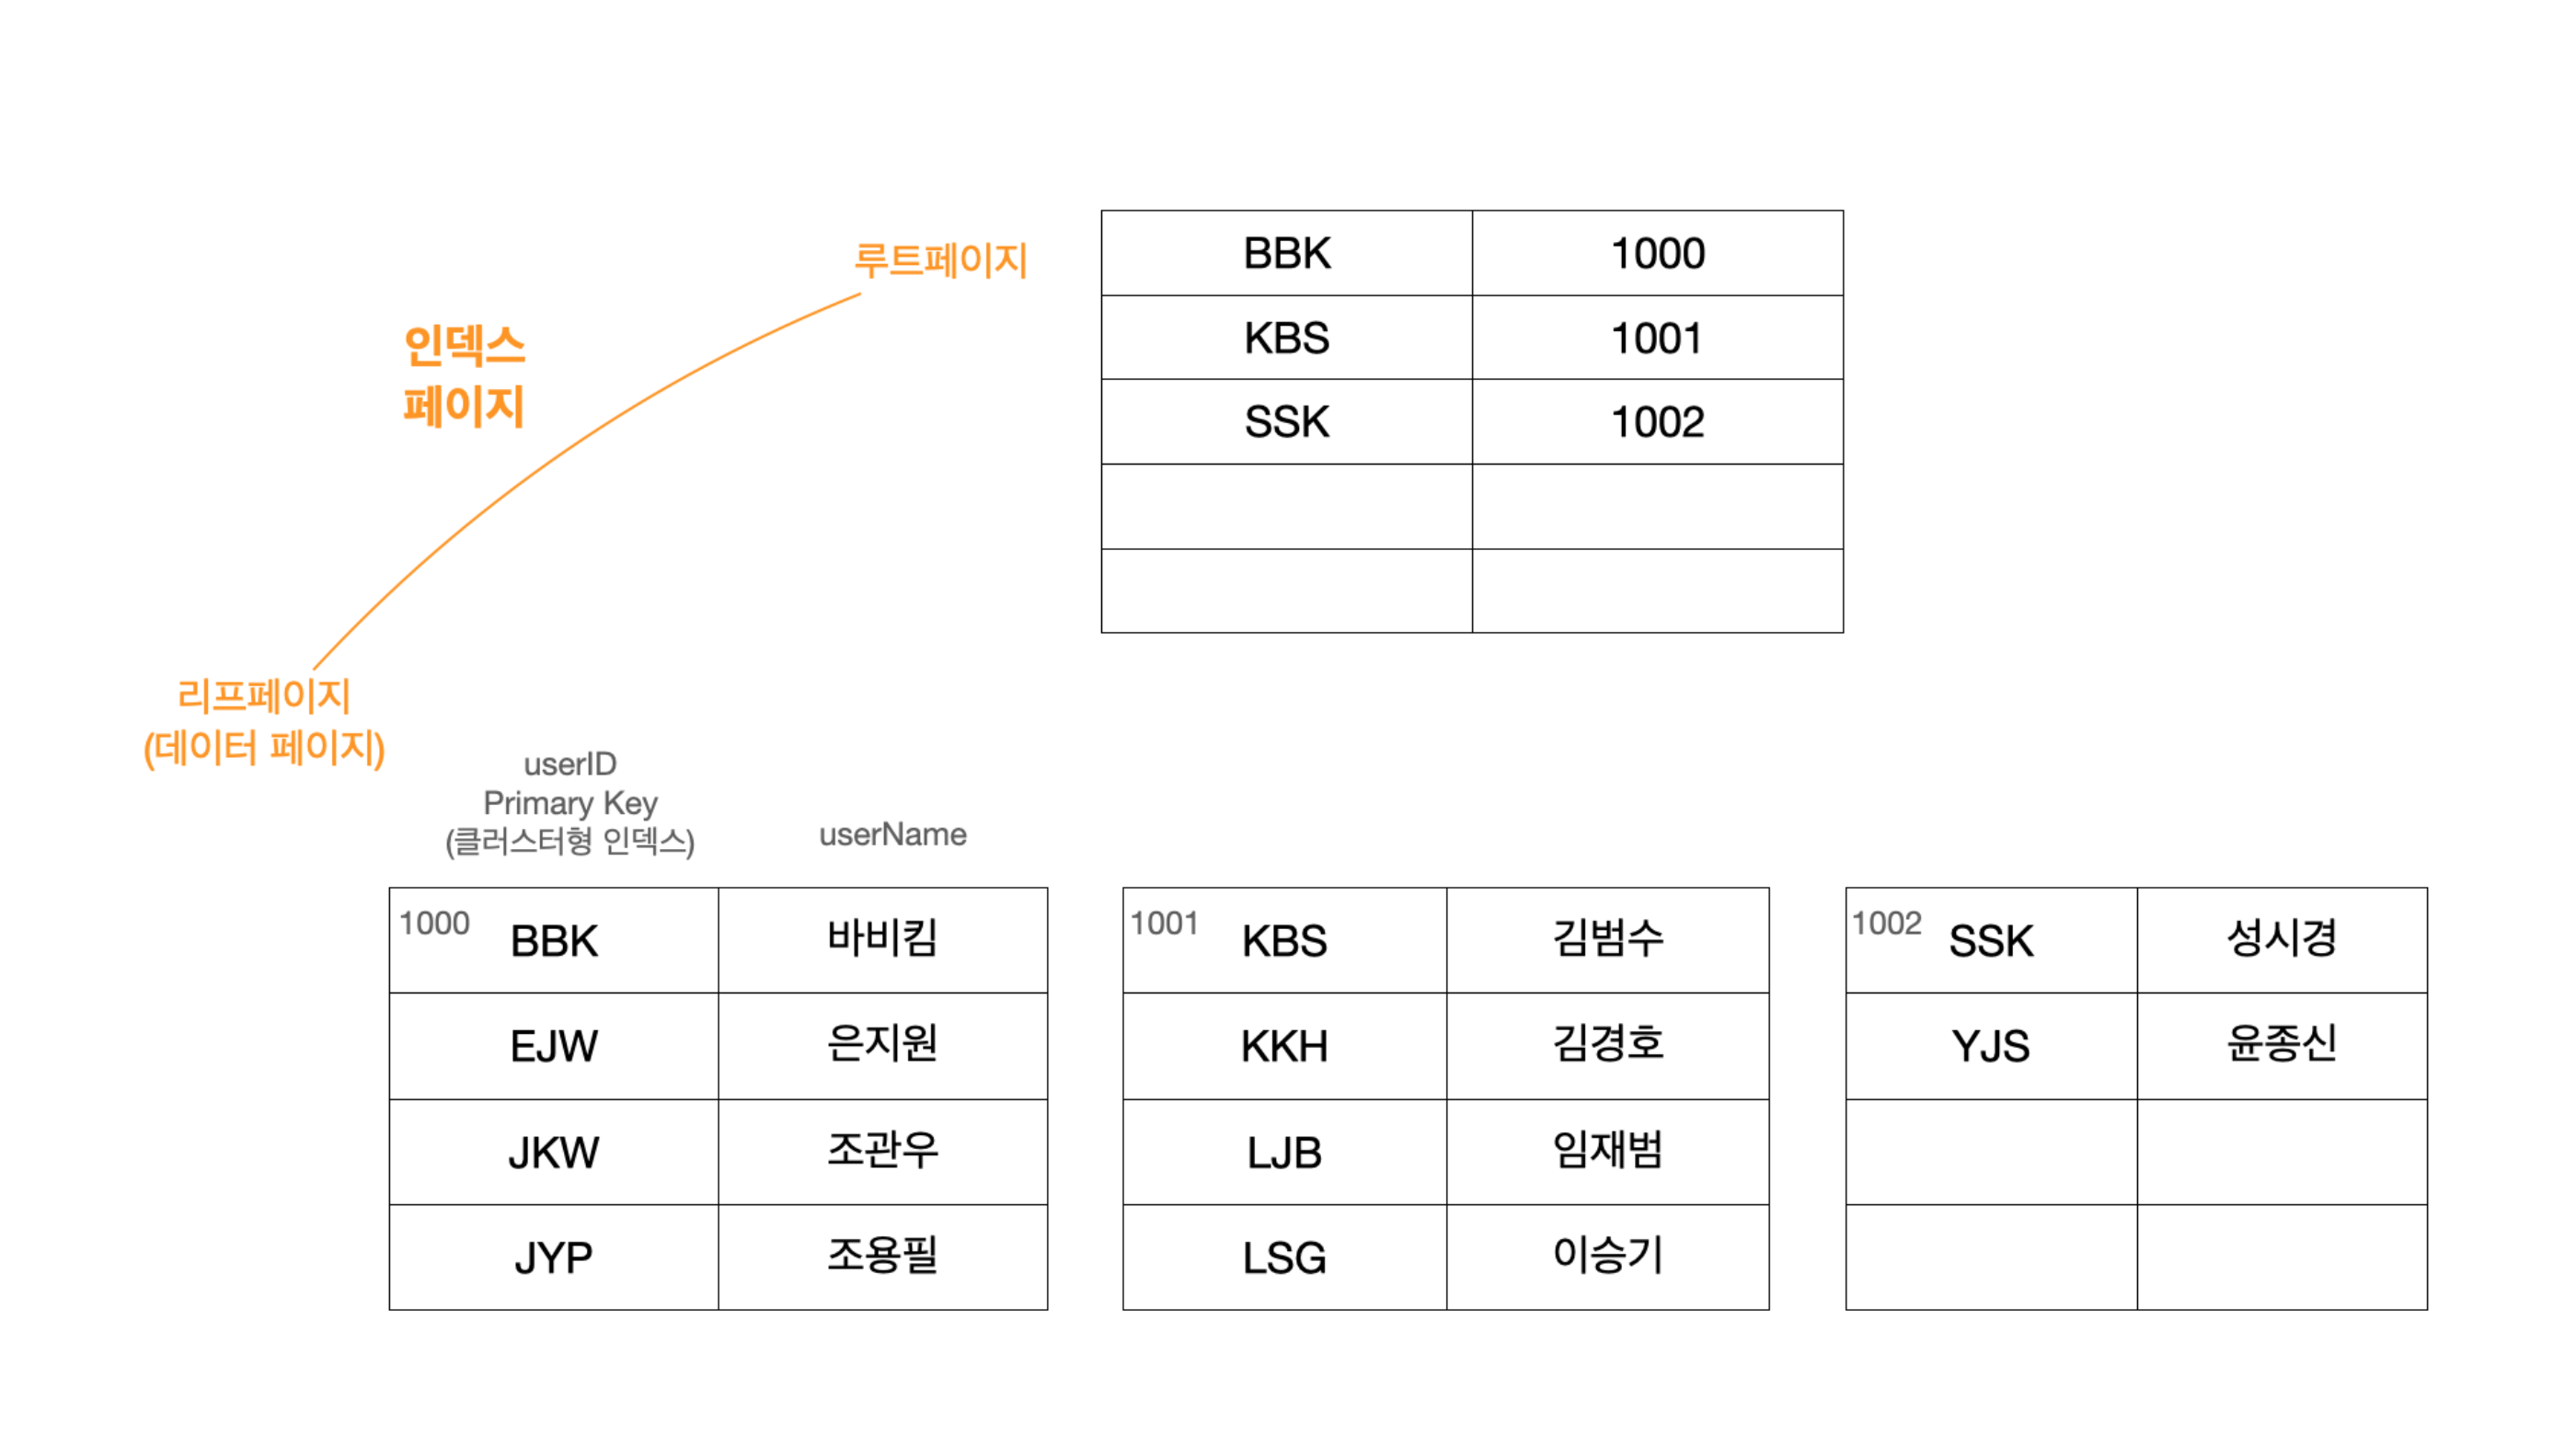 루트페이지
인덱스
페이지
BBK 1000
KBS 1001
SSK 1002
리프페이지
(데이터 페이지)
userID
Primary Key
(클러스터형 인덱스)
userName
1000 BBK 바비킴
EJW 은지원
JKW 조관우
JYP 조용필
1001 KBS 김범수
KKH 김경호
LJB 임재범
LSG 이승기
1002 SSK 성시경
YJS 윤종신